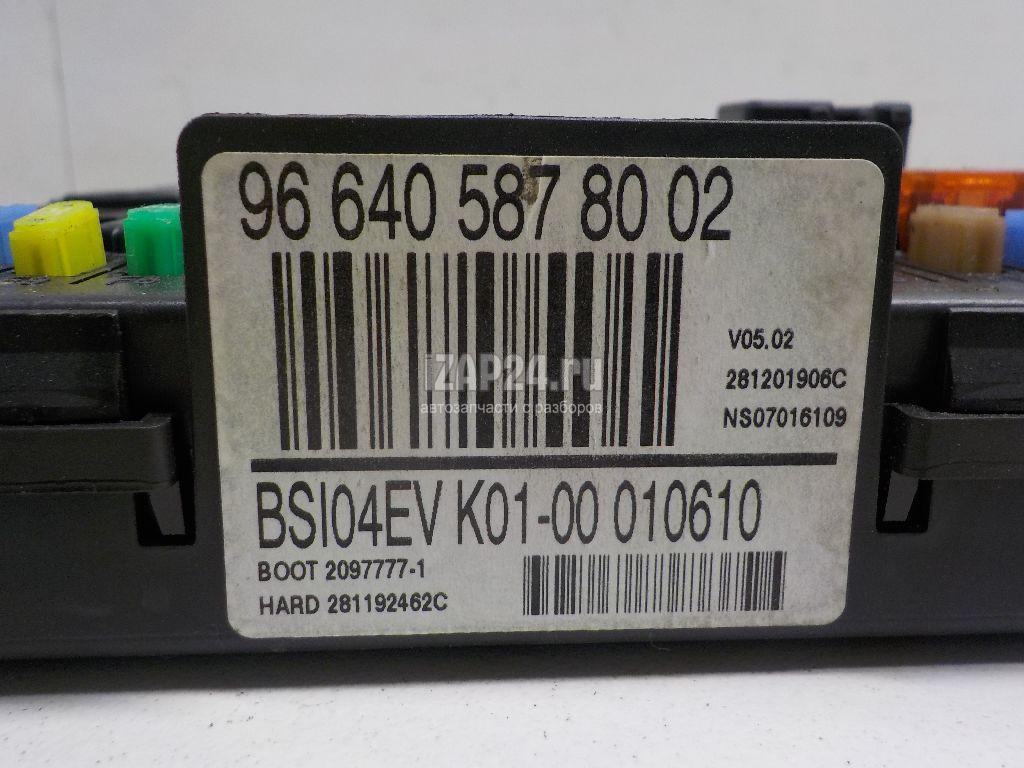 96 640 587 80 02
V05.02
281201906C
NS07016109
iZAP24.ru
автозапчасти с разборов
BSI04EV K01-00 010610
BOOT 2097777-1
HARD 281192462C